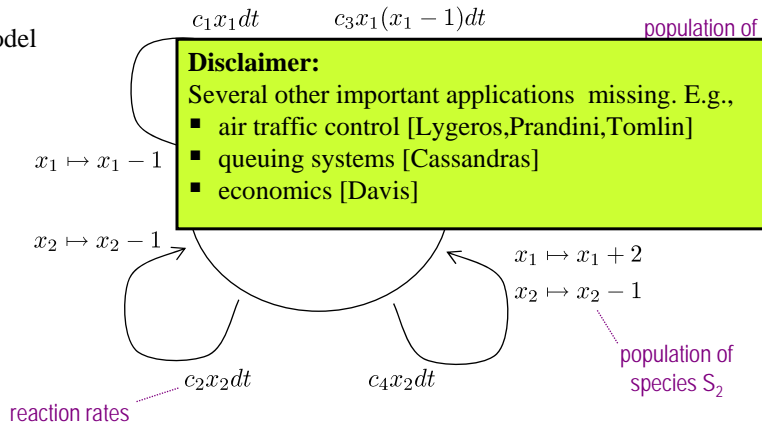 c₁x₁dt
c₃x₁(x₁ − 1)dt
population of
odel
Disclaimer:
Several other important applications missing. E.g.,
▪ air traffic control [Lygeros,Prandini,Tomlin]
▪ queuing systems [Cassandras]
▪ economics [Davis]
x₁ ↦ x₁ − 1
x₂ ↦ x₂ − 1
x₁ ↦ x₁ + 2
x₂ ↦ x₂ − 1
population of
species S₂
c₂x₂dt
c₄x₂dt
reaction rates